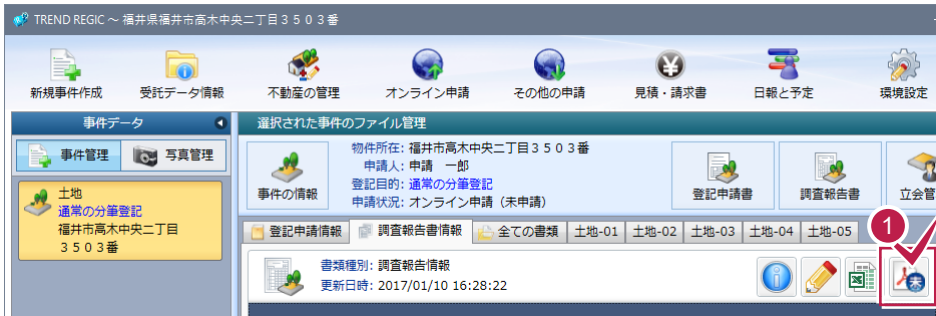 TREND REGIC ～ 福井県福井市高木中央二丁目３５０３番
新規事件作成 受託データ情報 不動産の管理 オンライン申請 その他の申請 見積・請求書 日報と予定 環境設定
事件データ
選択された事件のファイル管理
事件管理 写真管理
土地
通常の分筆登記
福井市高木中央二丁目
３５０３番
事件の情報
物件所在: 福井市高木中央二丁目３５０３番
申請人: 申請　一郎
登記目的: 通常の分筆登記
申請状況: オンライン申請（未申請）
登記申請書 調査報告書 立会管
登記申請情報 調査報告書情報 全ての書類 土地-01 土地-02 土地-03 土地-04 土地-05
1
書類種別: 調査報告情報
更新日時: 2017/01/10 16:28:22
未